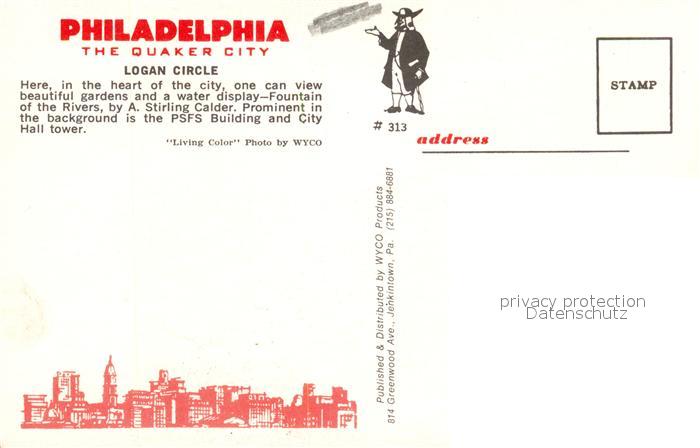 PHILADELPHIA
THE QUAKER CITY
LOGAN CIRCLE
Here, in the heart of the city, one can view
beautiful gardens and a water display—Fountain
of the Rivers, by A. Stirling Calder. Prominent in
the background is the PSFS Building and City
Hall tower.
"Living Color" Photo by WYCO
# 313
STAMP
address
Published & Distributed by WYCO Products
814 Greenwood Ave., Jenkintown, Pa. (215) 884-6881
privacy protection
Datenschutz